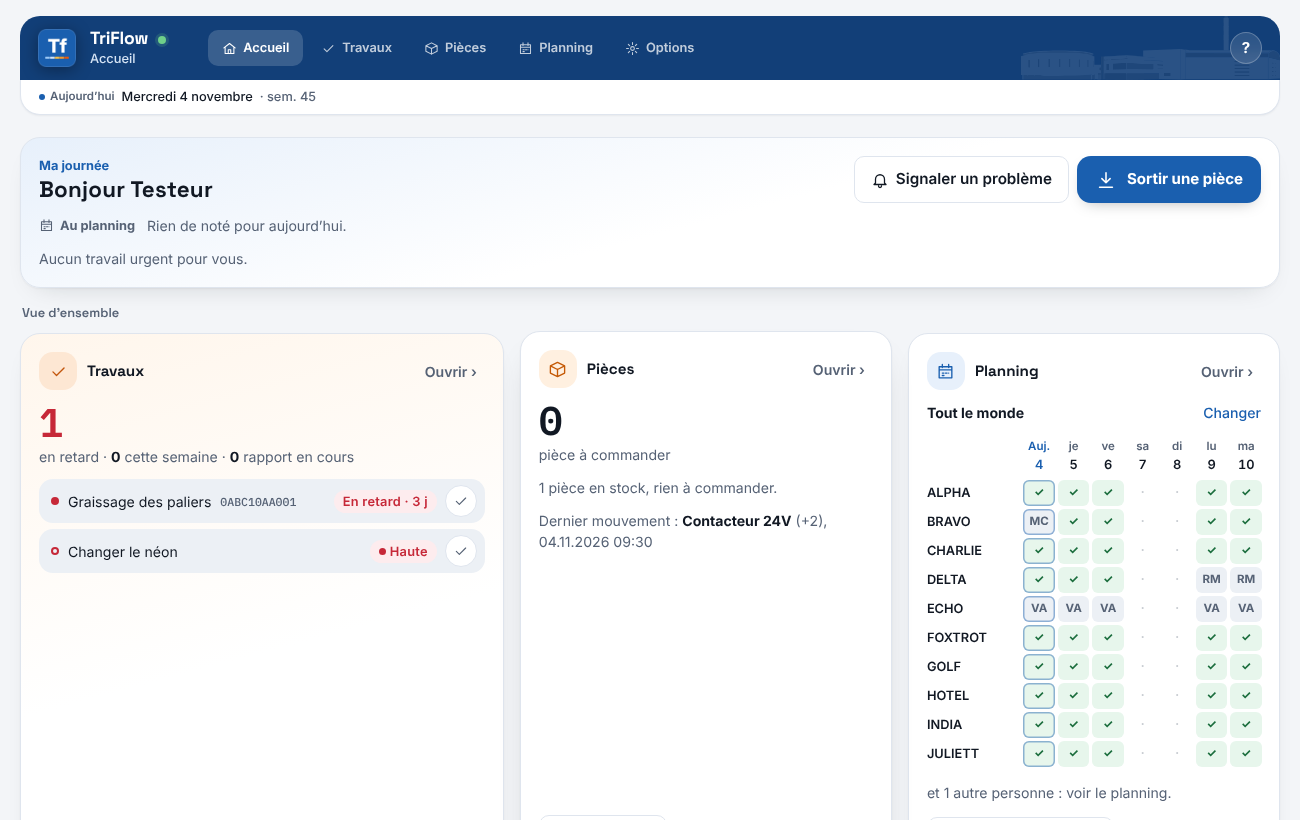 Tf
TriFlow
Accueil
Accueil
Travaux
Pièces
Planning
Options
?
Aujourd’hui Mercredi 4 novembre · sem. 45
Ma journée
Bonjour Testeur
Signaler un problème
Sortir une pièce
Au planning Rien de noté pour aujourd’hui.
Aucun travail urgent pour vous.
Vue d’ensemble
Travaux
Ouvrir ›
1
en retard · 0 cette semaine · 0 rapport en cours
Graissage des paliers 0ABC10AA001 En retard · 3 j
Changer le néon Haute
Pièces
Ouvrir ›
0
pièce à commander
1 pièce en stock, rien à commander.
Dernier mouvement : Contacteur 24V (+2),
04.11.2026 09:30
Planning
Ouvrir ›
Tout le monde Changer
Auj. je ve sa di lu ma
4 5 6 7 8 9 10
ALPHA ✓ ✓ ✓ · · ✓ ✓
BRAVO MC ✓ ✓ · · ✓ ✓
CHARLIE ✓ ✓ ✓ · · ✓ ✓
DELTA ✓ ✓ ✓ · · RM RM
ECHO VA VA VA · · VA VA
FOXTROT ✓ ✓ ✓ · · ✓ ✓
GOLF ✓ ✓ ✓ · · ✓ ✓
HOTEL ✓ ✓ ✓ · · ✓ ✓
INDIA ✓ ✓ ✓ · · ✓ ✓
JULIETT ✓ ✓ ✓ · · ✓ ✓
et 1 autre personne : voir le planning.